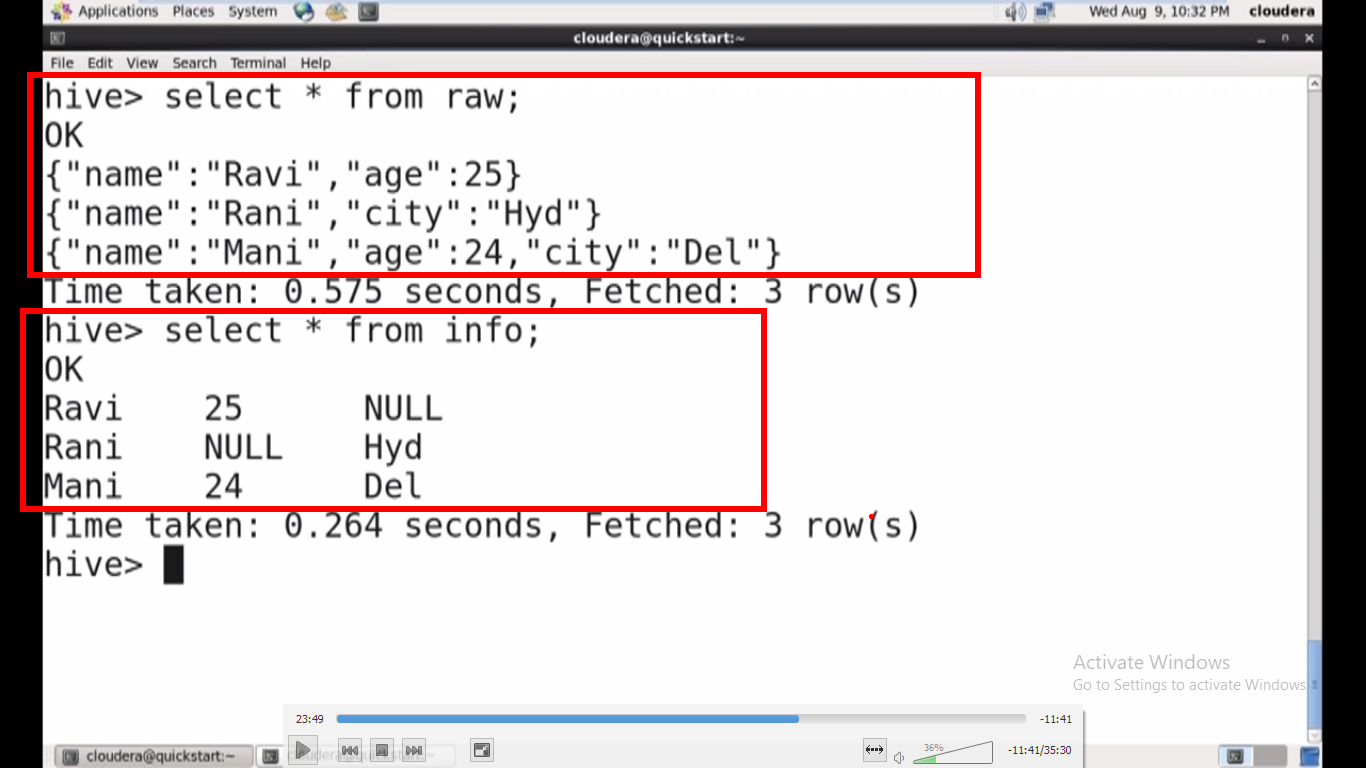 Applications Places System Wed Aug 9, 10:32 PM cloudera
cloudera@quickstart:~
File Edit View Search Terminal Help
hive> select * from raw;
OK
{"name":"Ravi","age":25}
{"name":"Rani","city":"Hyd"}
{"name":"Mani","age":24,"city":"Del"}
Time taken: 0.575 seconds, Fetched: 3 row(s)
hive> select * from info;
OK
Ravi 25 NULL
Rani NULL Hyd
Mani 24 Del
Time taken: 0.264 seconds, Fetched: 3 row(s)
hive>
Activate Windows
Go to Settings to activate Windows
23:49 -11:41
36% -11:41/35:30
cloudera@quickstart:~ cloudera@quickstart:~